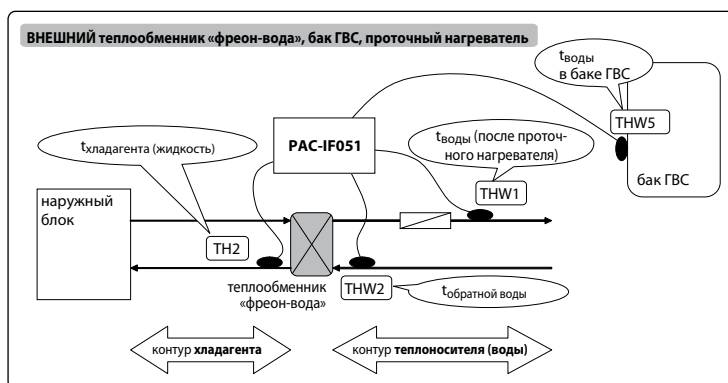 ВНЕШНИЙ теплообменник «фреон-вода», бак ГВС, проточный нагреватель
tводы
в баке ГВС
THW5
бак ГВС
PAC-IF051
tводы (после проточ-
ного нагревателя)
THW1
tхладагента (жидкость)
наружный
блок
TH2
теплообменник
«фреон-вода»
THW2
tобратной воды
контур хладагента
контур теплоносителя (воды)